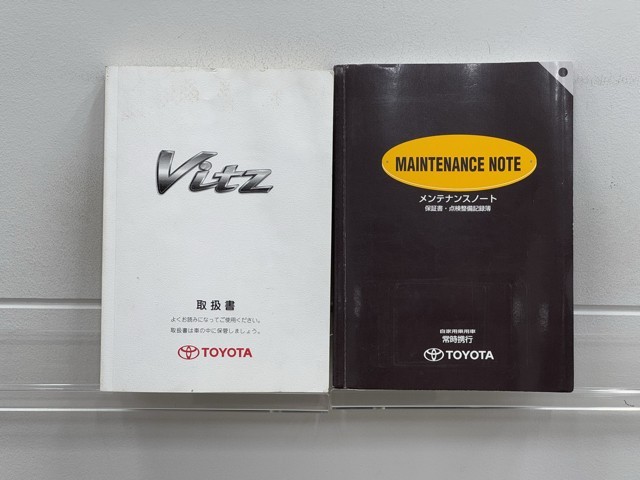 Vitz
取扱書
よくお読みになってご使用ください。
取扱書は車の中に保管しましょう。
TOYOTA
MAINTENANCE NOTE
メンテナンスノート
保証書・点検整備記録簿
自家用乗用車
常時携行
TOYOTA